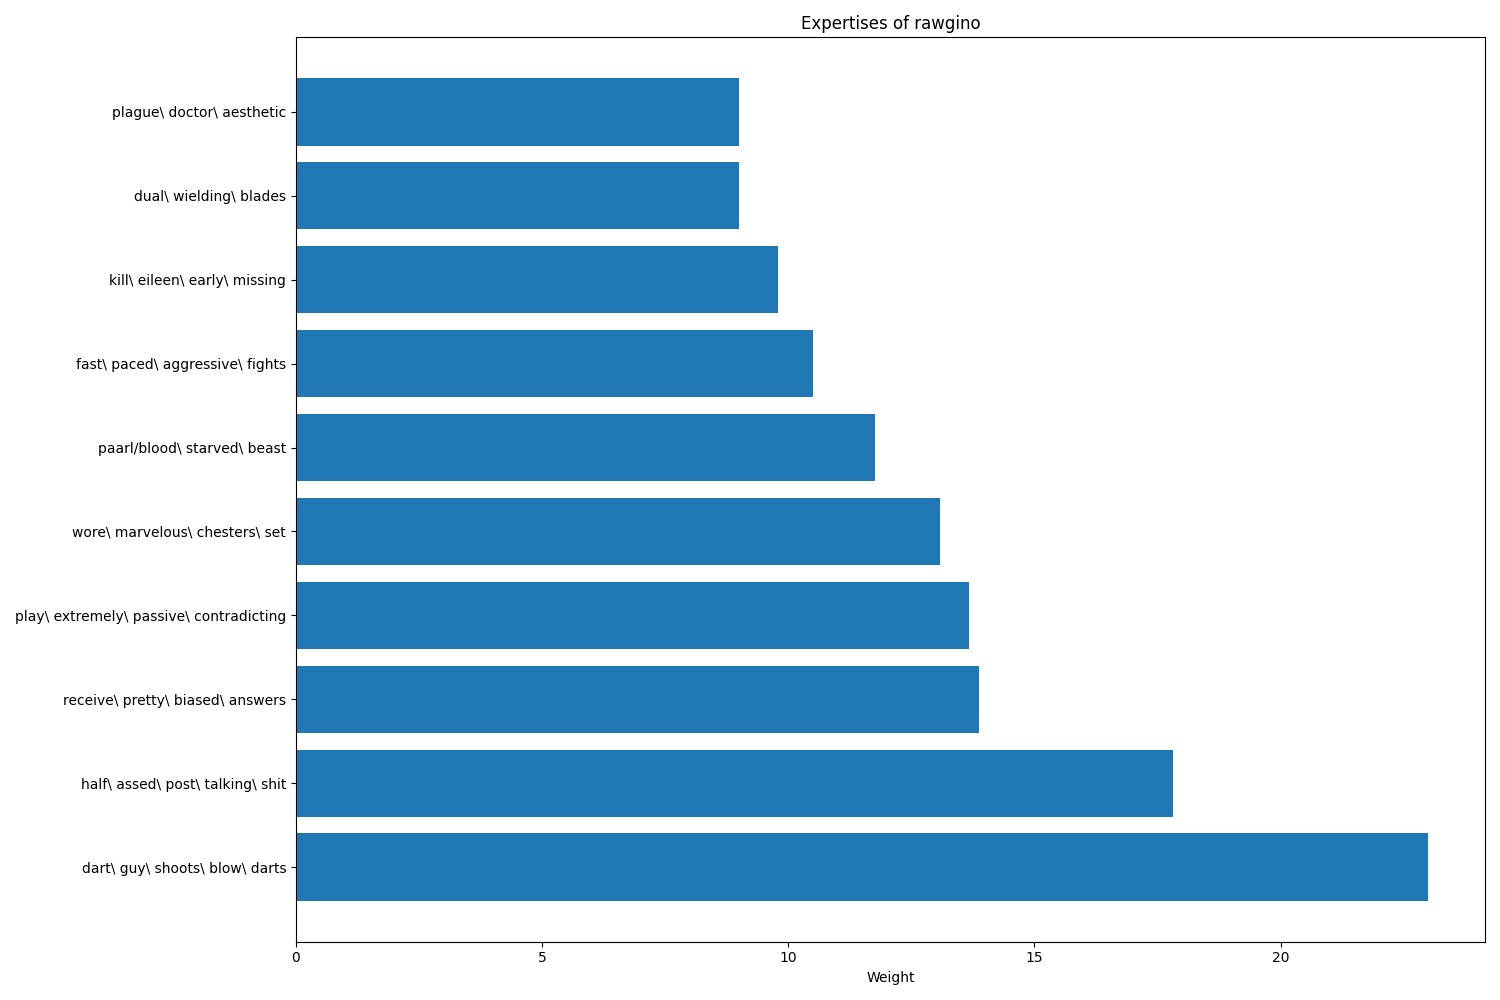 Expertises of rawgino
plague\ doctor\ aesthetic
dual\ wielding\ blades
kill\ eileen\ early\ missing
fast\ paced\ aggressive\ fights
paarl/blood\ starved\ beast
wore\ marvelous\ chesters\ set
play\ extremely\ passive\ contradicting
receive\ pretty\ biased\ answers
half\ assed\ post\ talking\ shit
dart\ guy\ shoots\ blow\ darts
0 5 10 15 20
Weight